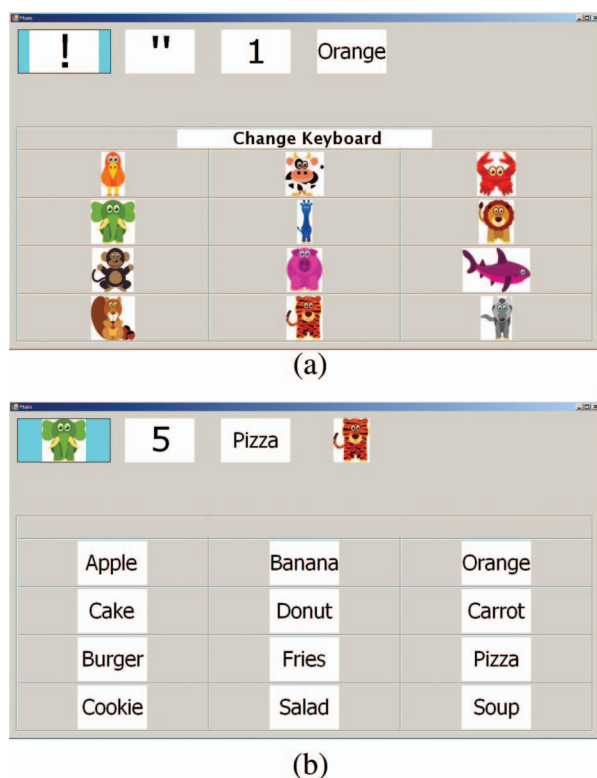 Main
! " 1 Orange
Change Keyboard
(a)
Main
5 Pizza
Apple Banana Orange
Cake Donut Carrot
Burger Fries Pizza
Cookie Salad Soup
(b)